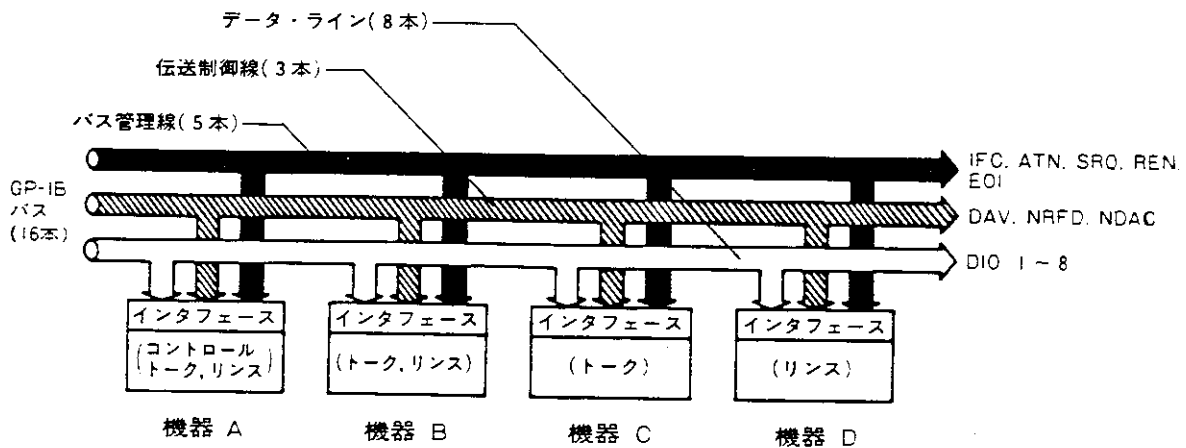 データ・ライン(8本)
伝送制御線(3本)
バス管理線(5本)
IFC. ATN. SRQ. REN.
EOI
GP-IB
バス
(16本)
DAV. NRFD. NDAC
DIO 1 ~ 8
インタフェース
インタフェース
インタフェース
インタフェース
(コントロール
トーク,リンス)
(トーク,リンス)
(トーク)
(リンス)
機器 A
機器 B
機器 C
機器 D